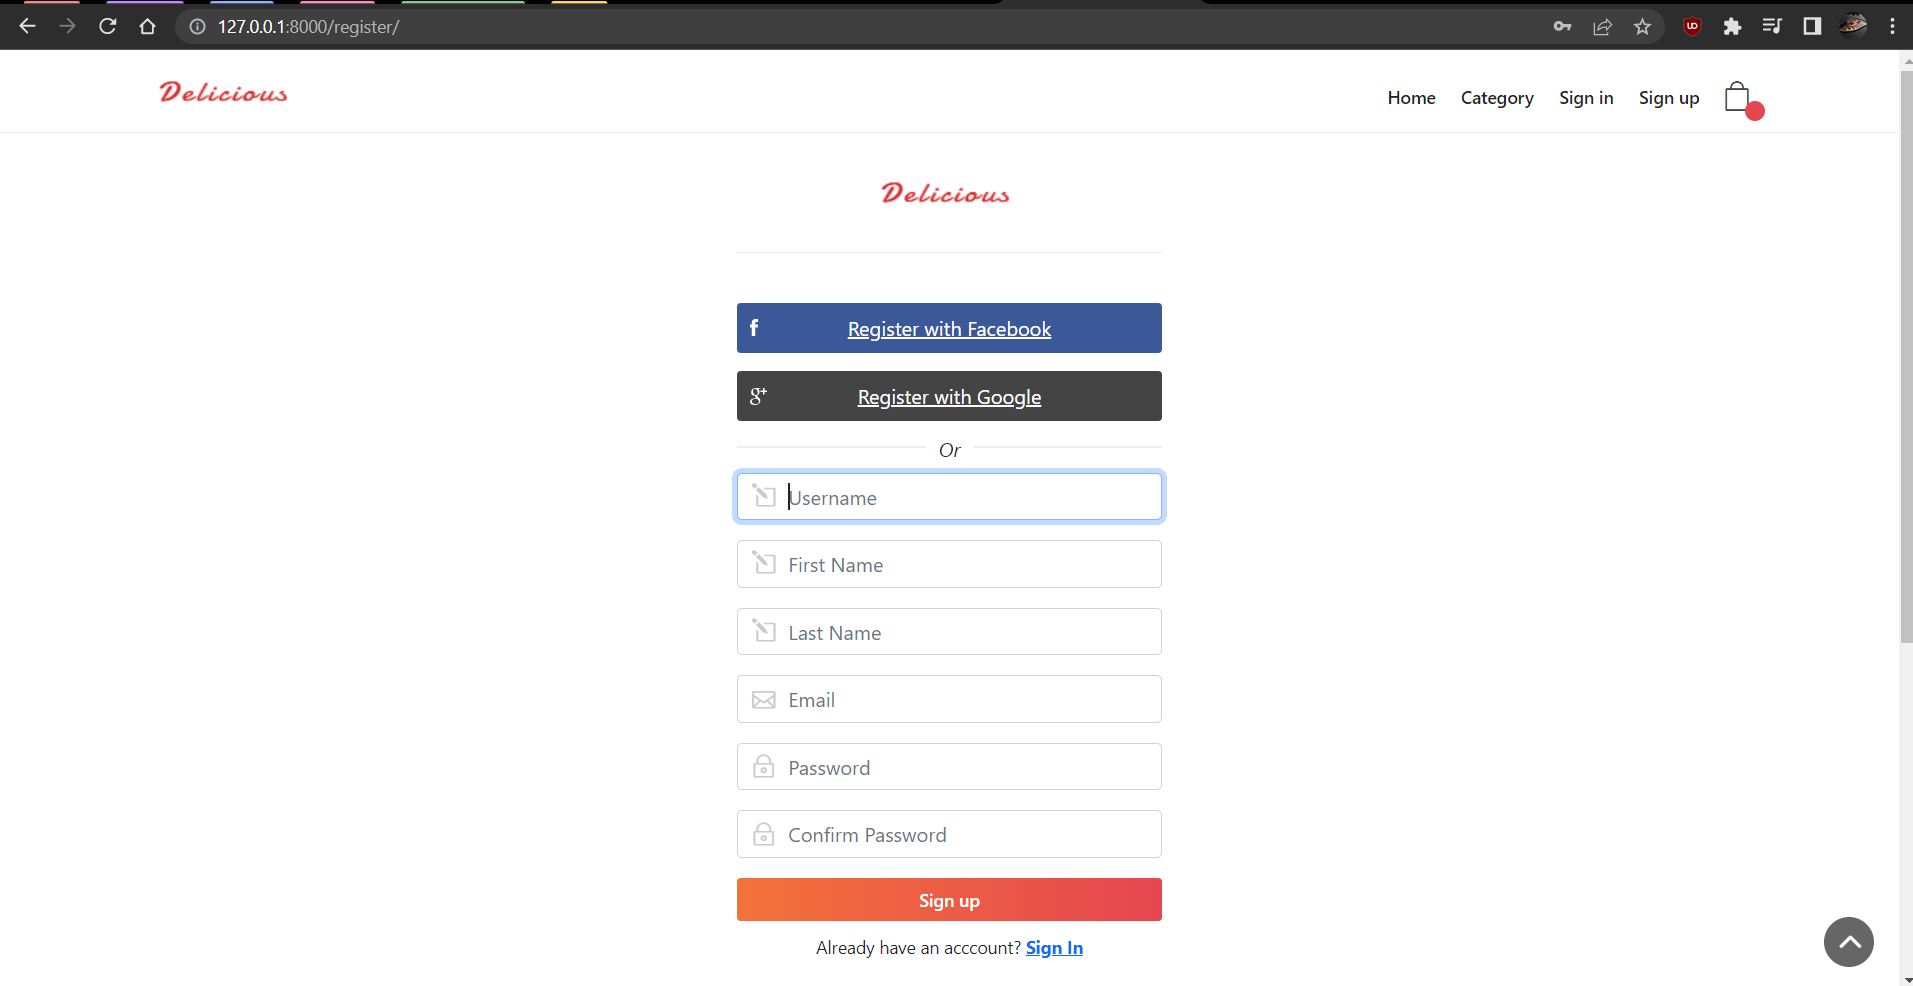 127.0.0.1:8000/register/
Delicious
Home Category Sign in Sign up
Delicious
f Register with Facebook
g+ Register with Google
Or
Username
First Name
Last Name
Email
Password
Confirm Password
Sign up
Already have an acccount? Sign In